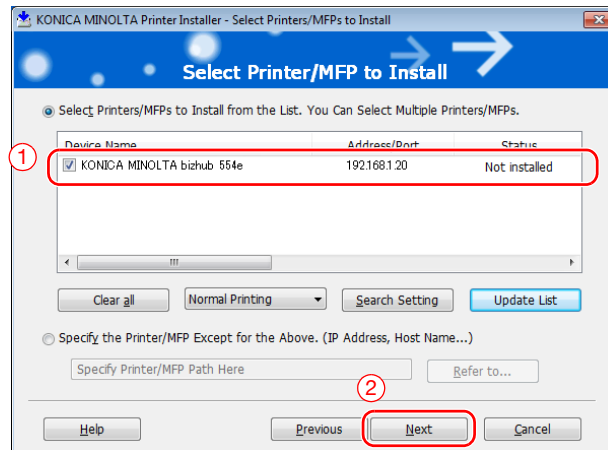 KONICA MINOLTA Printer Installer - Select Printers/MFPs to Install
Select Printer/MFP to Install
Select Printers/MFPs to Install from the List. You Can Select Multiple Printers/MFPs.
Device Name Address/Port Status
1 KONICA MINOLTA bizhub 554e 192.168.1.20 Not installed
Clear all Normal Printing Search Setting Update List
Specify the Printer/MFP Except for the Above. (IP Address, Host Name...)
Specify Printer/MFP Path Here Refer to...
2
Help Previous Next Cancel